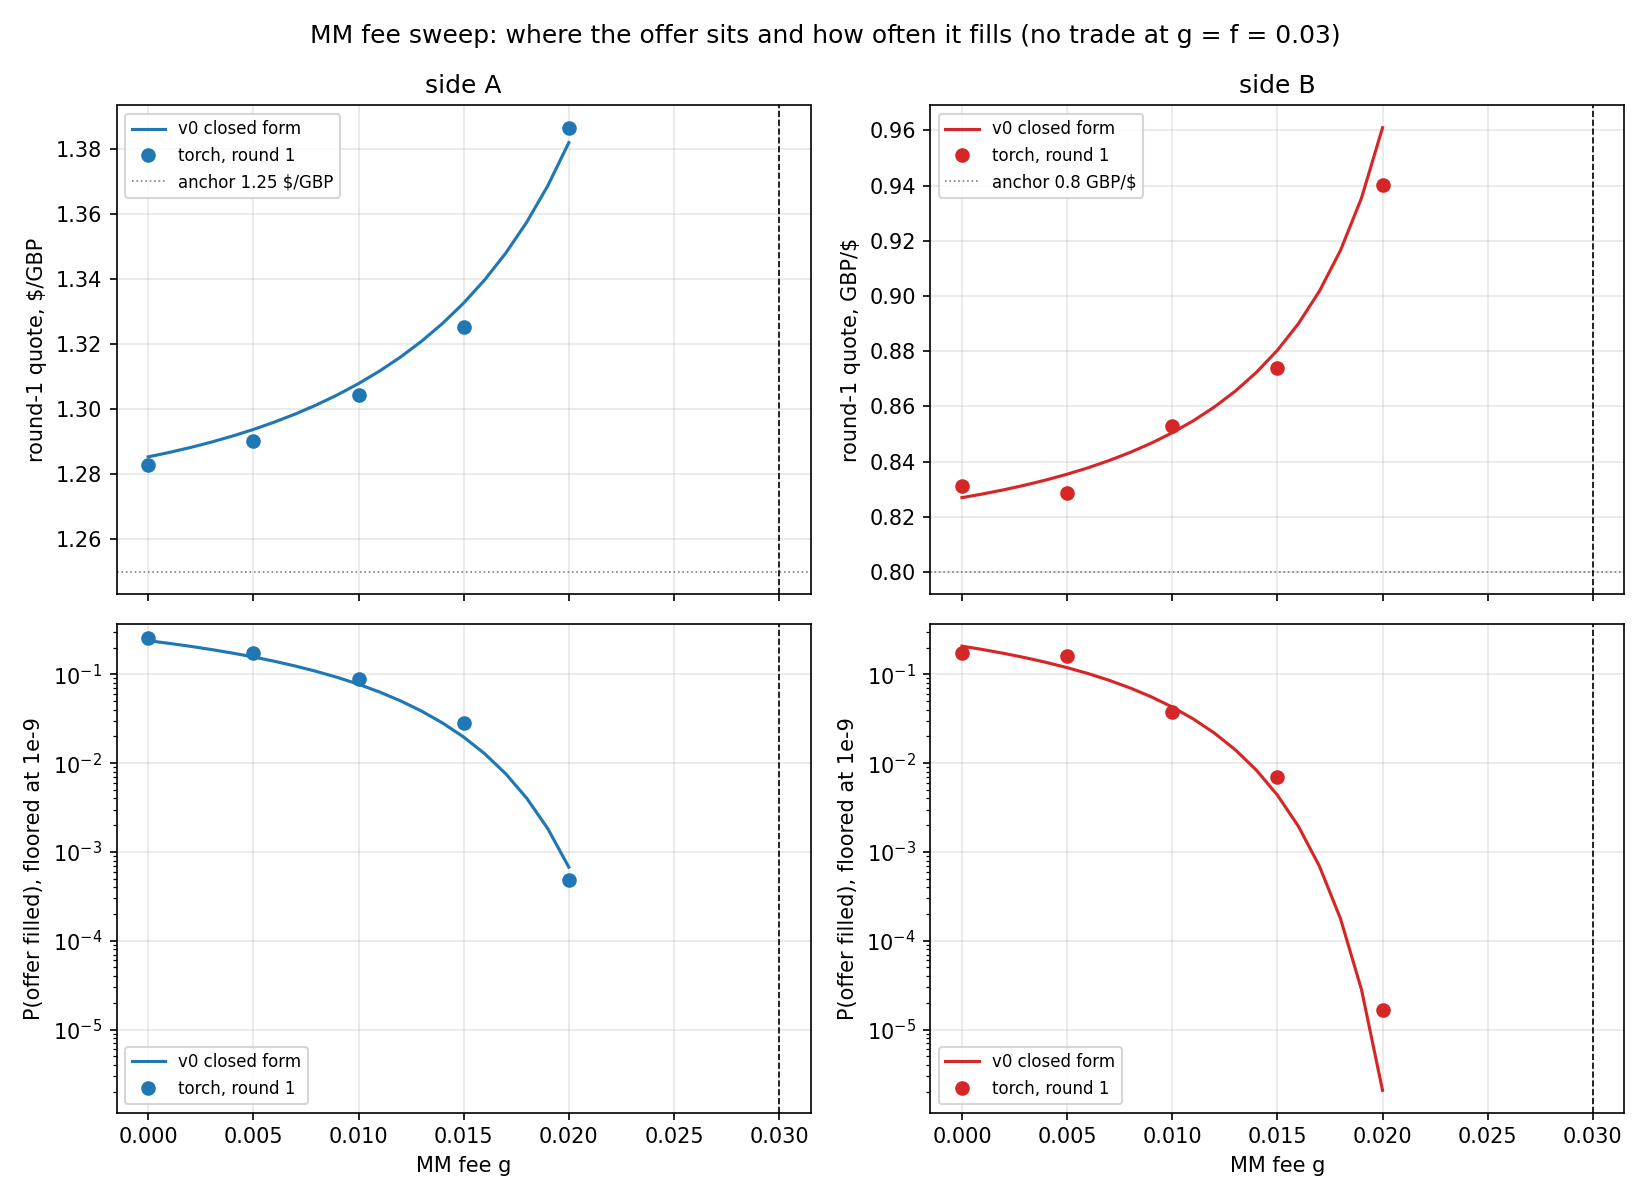 MM fee sweep: where the offer sits and how often it fills (no trade at g = f = 0.03)
side A
v0 closed form
torch, round 1
anchor 1.25 $/GBP
round-1 quote, $/GBP
1.38
1.36
1.34
1.32
1.30
1.28
1.26
side B
v0 closed form
torch, round 1
anchor 0.8 GBP/$
round-1 quote, GBP/$
0.96
0.94
0.92
0.90
0.88
0.86
0.84
0.82
0.80
P(offer filled), floored at 1e-9
10⁻¹
10⁻²
10⁻³
10⁻⁴
10⁻⁵
v0 closed form
torch, round 1
0.000 0.005 0.010 0.015 0.020 0.025 0.030
MM fee g
P(offer filled), floored at 1e-9
10⁻¹
10⁻²
10⁻³
10⁻⁴
10⁻⁵
v0 closed form
torch, round 1
0.000 0.005 0.010 0.015 0.020 0.025 0.030
MM fee g